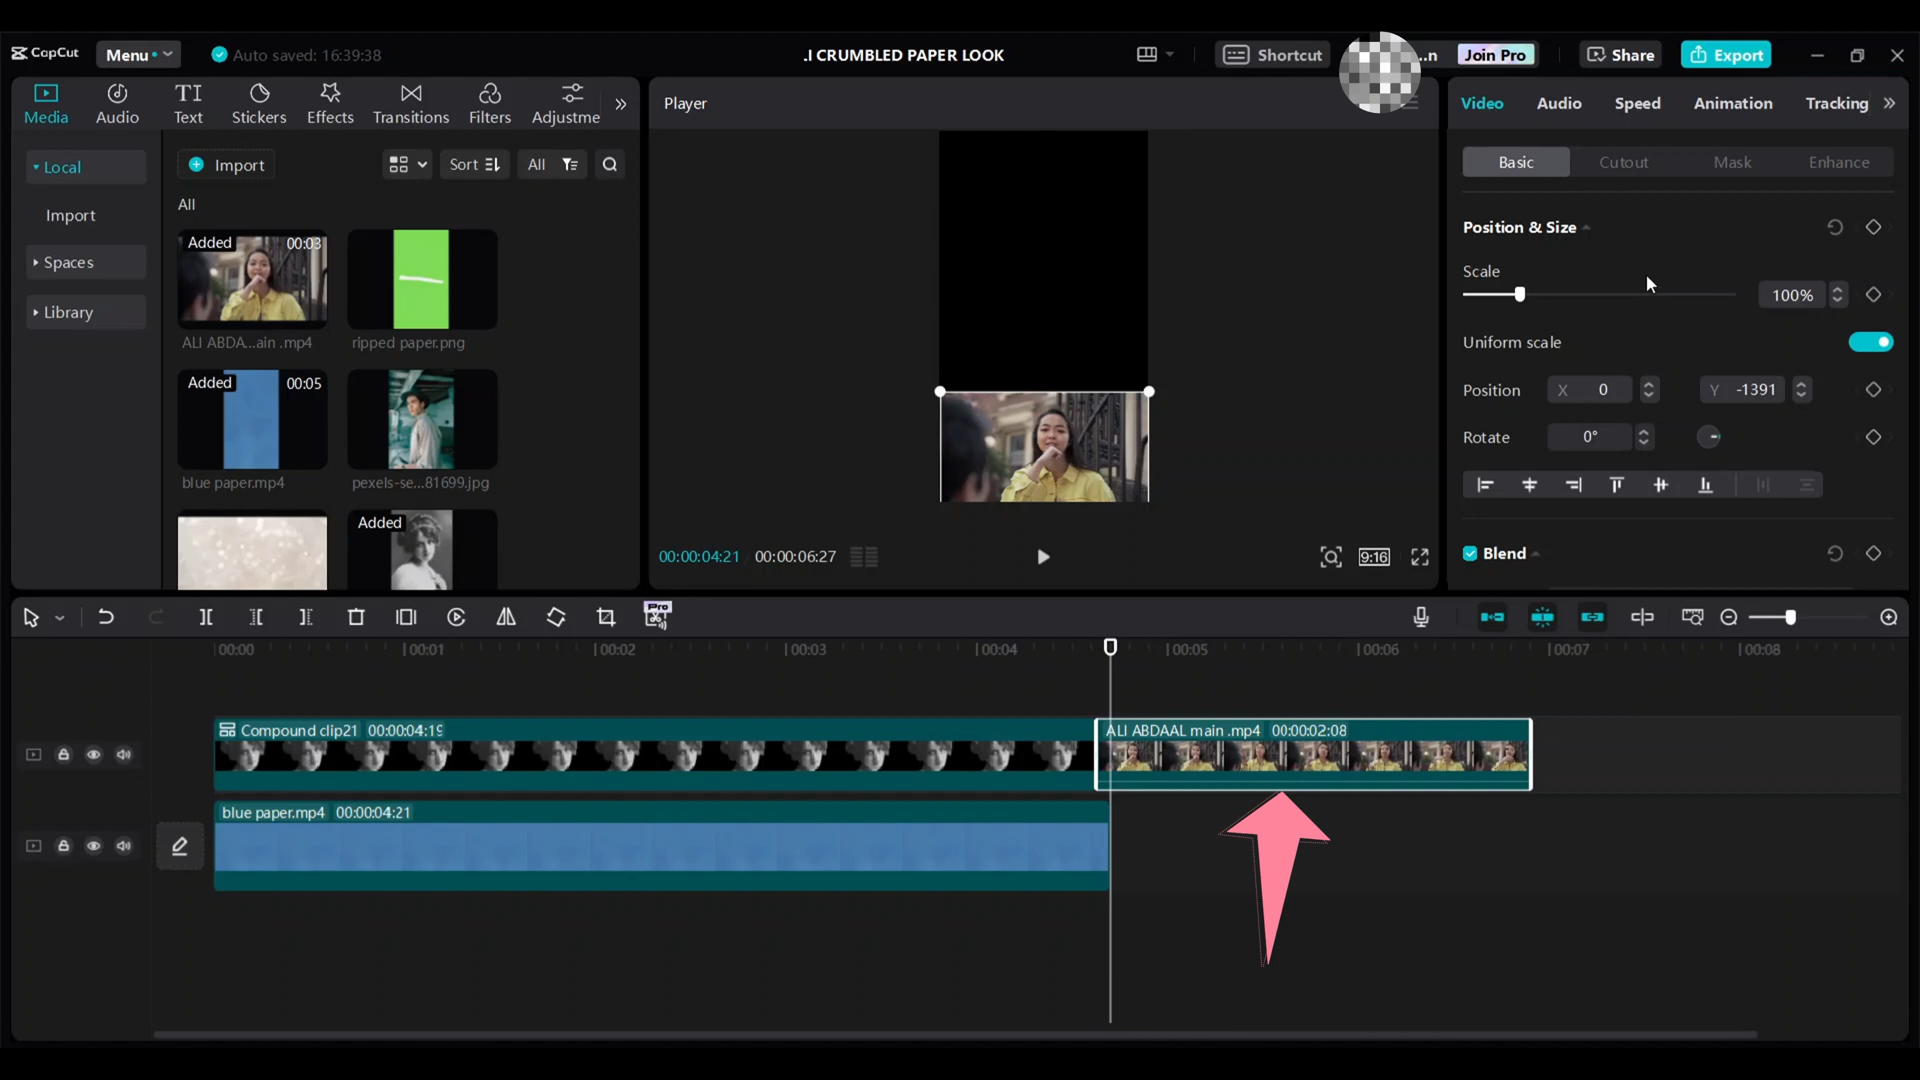 CapCut
Menu
Auto saved: 16:39:38
.I CRUMBLED PAPER LOOK
Shortcut
...n
Join Pro
Share
Export
Media
Audio
Text
Stickers
Effects
Transitions
Filters
Adjustme
Local
Import
Spaces
Library
Import
Sort
All
All
Added
00:03
ALI ABDA...ain .mp4
ripped paper.png
Added
00:05
blue paper.mp4
pexels-se...81699.jpg
Added
Player
00:00:04:21
00:00:06:27
9:16
Video
Audio
Speed
Animation
Tracking
Basic
Cutout
Mask
Enhance
Position & Size
Scale
100%
Uniform scale
Position
X 0
Y -1391
Rotate
0°
Blend
Pro
00:00
00:01
00:02
00:03
00:04
00:05
00:06
00:07
00:08
Compound clip21 00:00:04:19
ALI ABDAAL main .mp4 00:00:02:08
blue paper.mp4 00:00:04:21